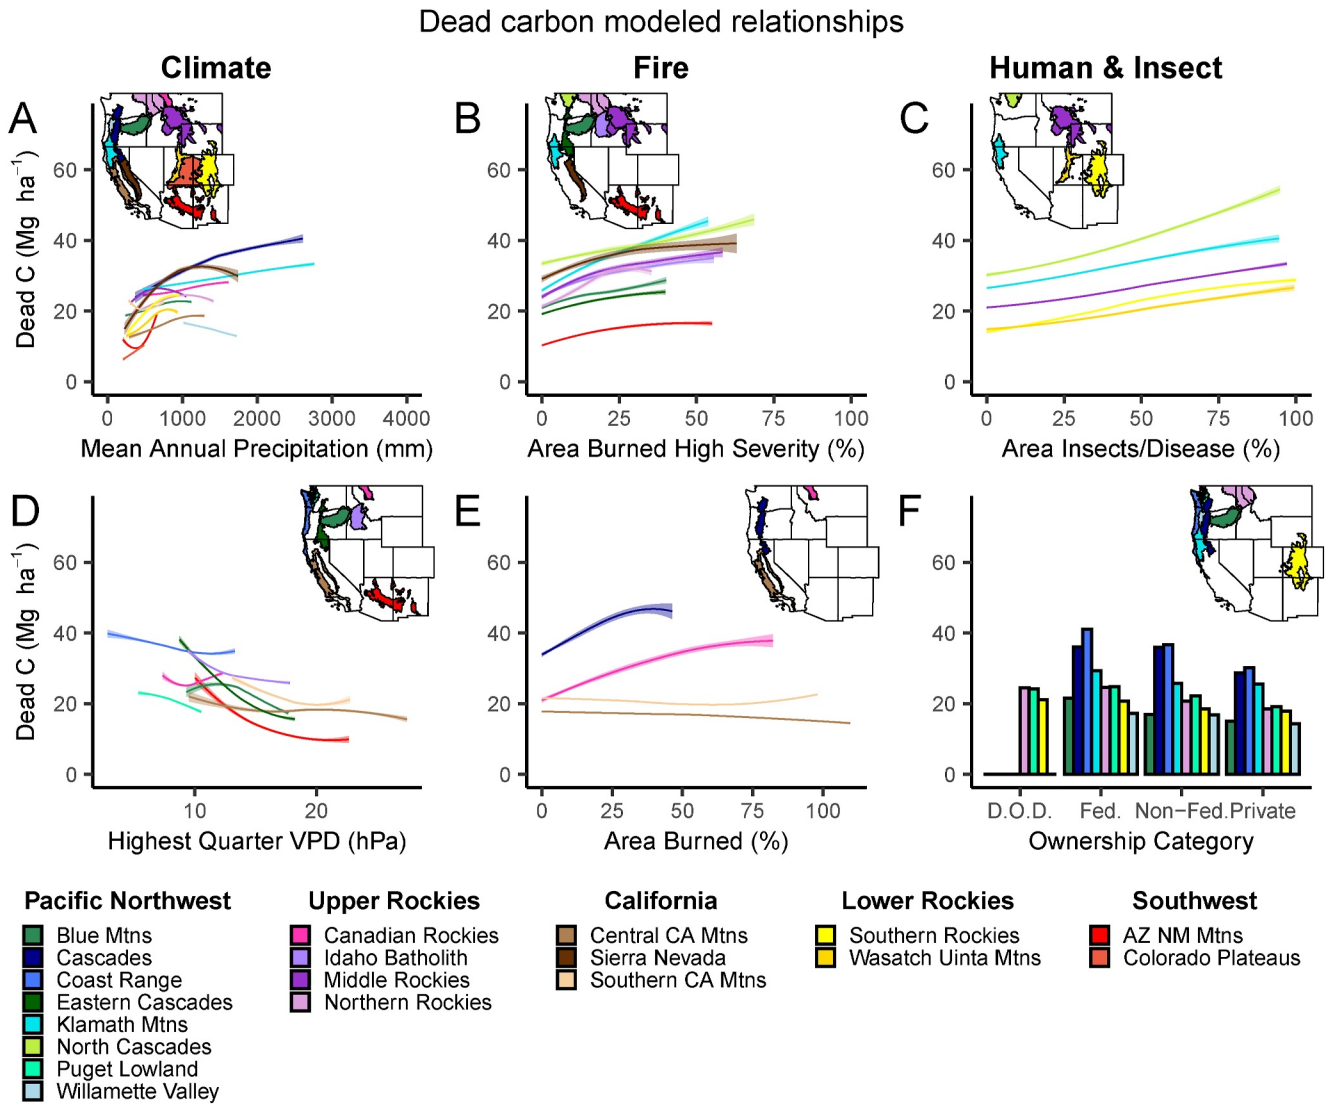 Dead carbon modeled relationships
Climate
Fire
Human & Insect
A
B
C
Dead C (Mg ha⁻¹)
60
40
20
0
0 1000 2000 3000 4000
Mean Annual Precipitation (mm)
60
40
20
0
0 25 50 75 100
Area Burned High Severity (%)
60
40
20
0
0 25 50 75 100
Area Insects/Disease (%)
D
E
F
Dead C (Mg ha⁻¹)
60
40
20
0
10 20
Highest Quarter VPD (hPa)
60
40
20
0
0 25 50 75 100
Area Burned (%)
60
40
20
0
D.O.D. Fed. Non−Fed. Private
Ownership Category
Pacific Northwest
Blue Mtns
Cascades
Coast Range
Eastern Cascades
Klamath Mtns
North Cascades
Puget Lowland
Willamette Valley
Upper Rockies
Canadian Rockies
Idaho Batholith
Middle Rockies
Northern Rockies
California
Central CA Mtns
Sierra Nevada
Southern CA Mtns
Lower Rockies
Southern Rockies
Wasatch Uinta Mtns
Southwest
AZ NM Mtns
Colorado Plateaus